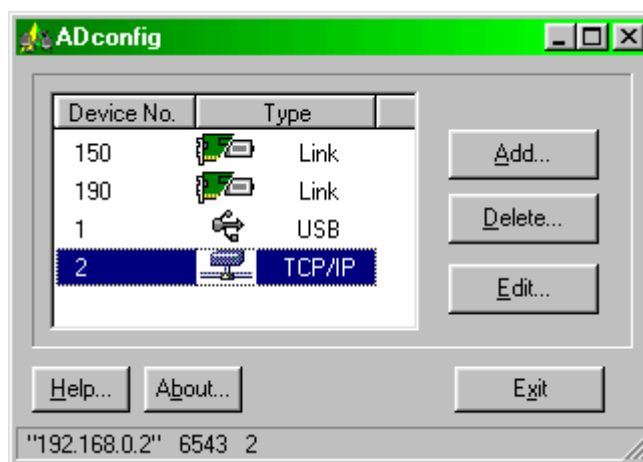 ADconfig
Device No. Type
150 Link
190 Link
1 USB
2 TCP/IP
Add...
Delete...
Edit...
Help... About... Exit
"192.168.0.2" 6543 2